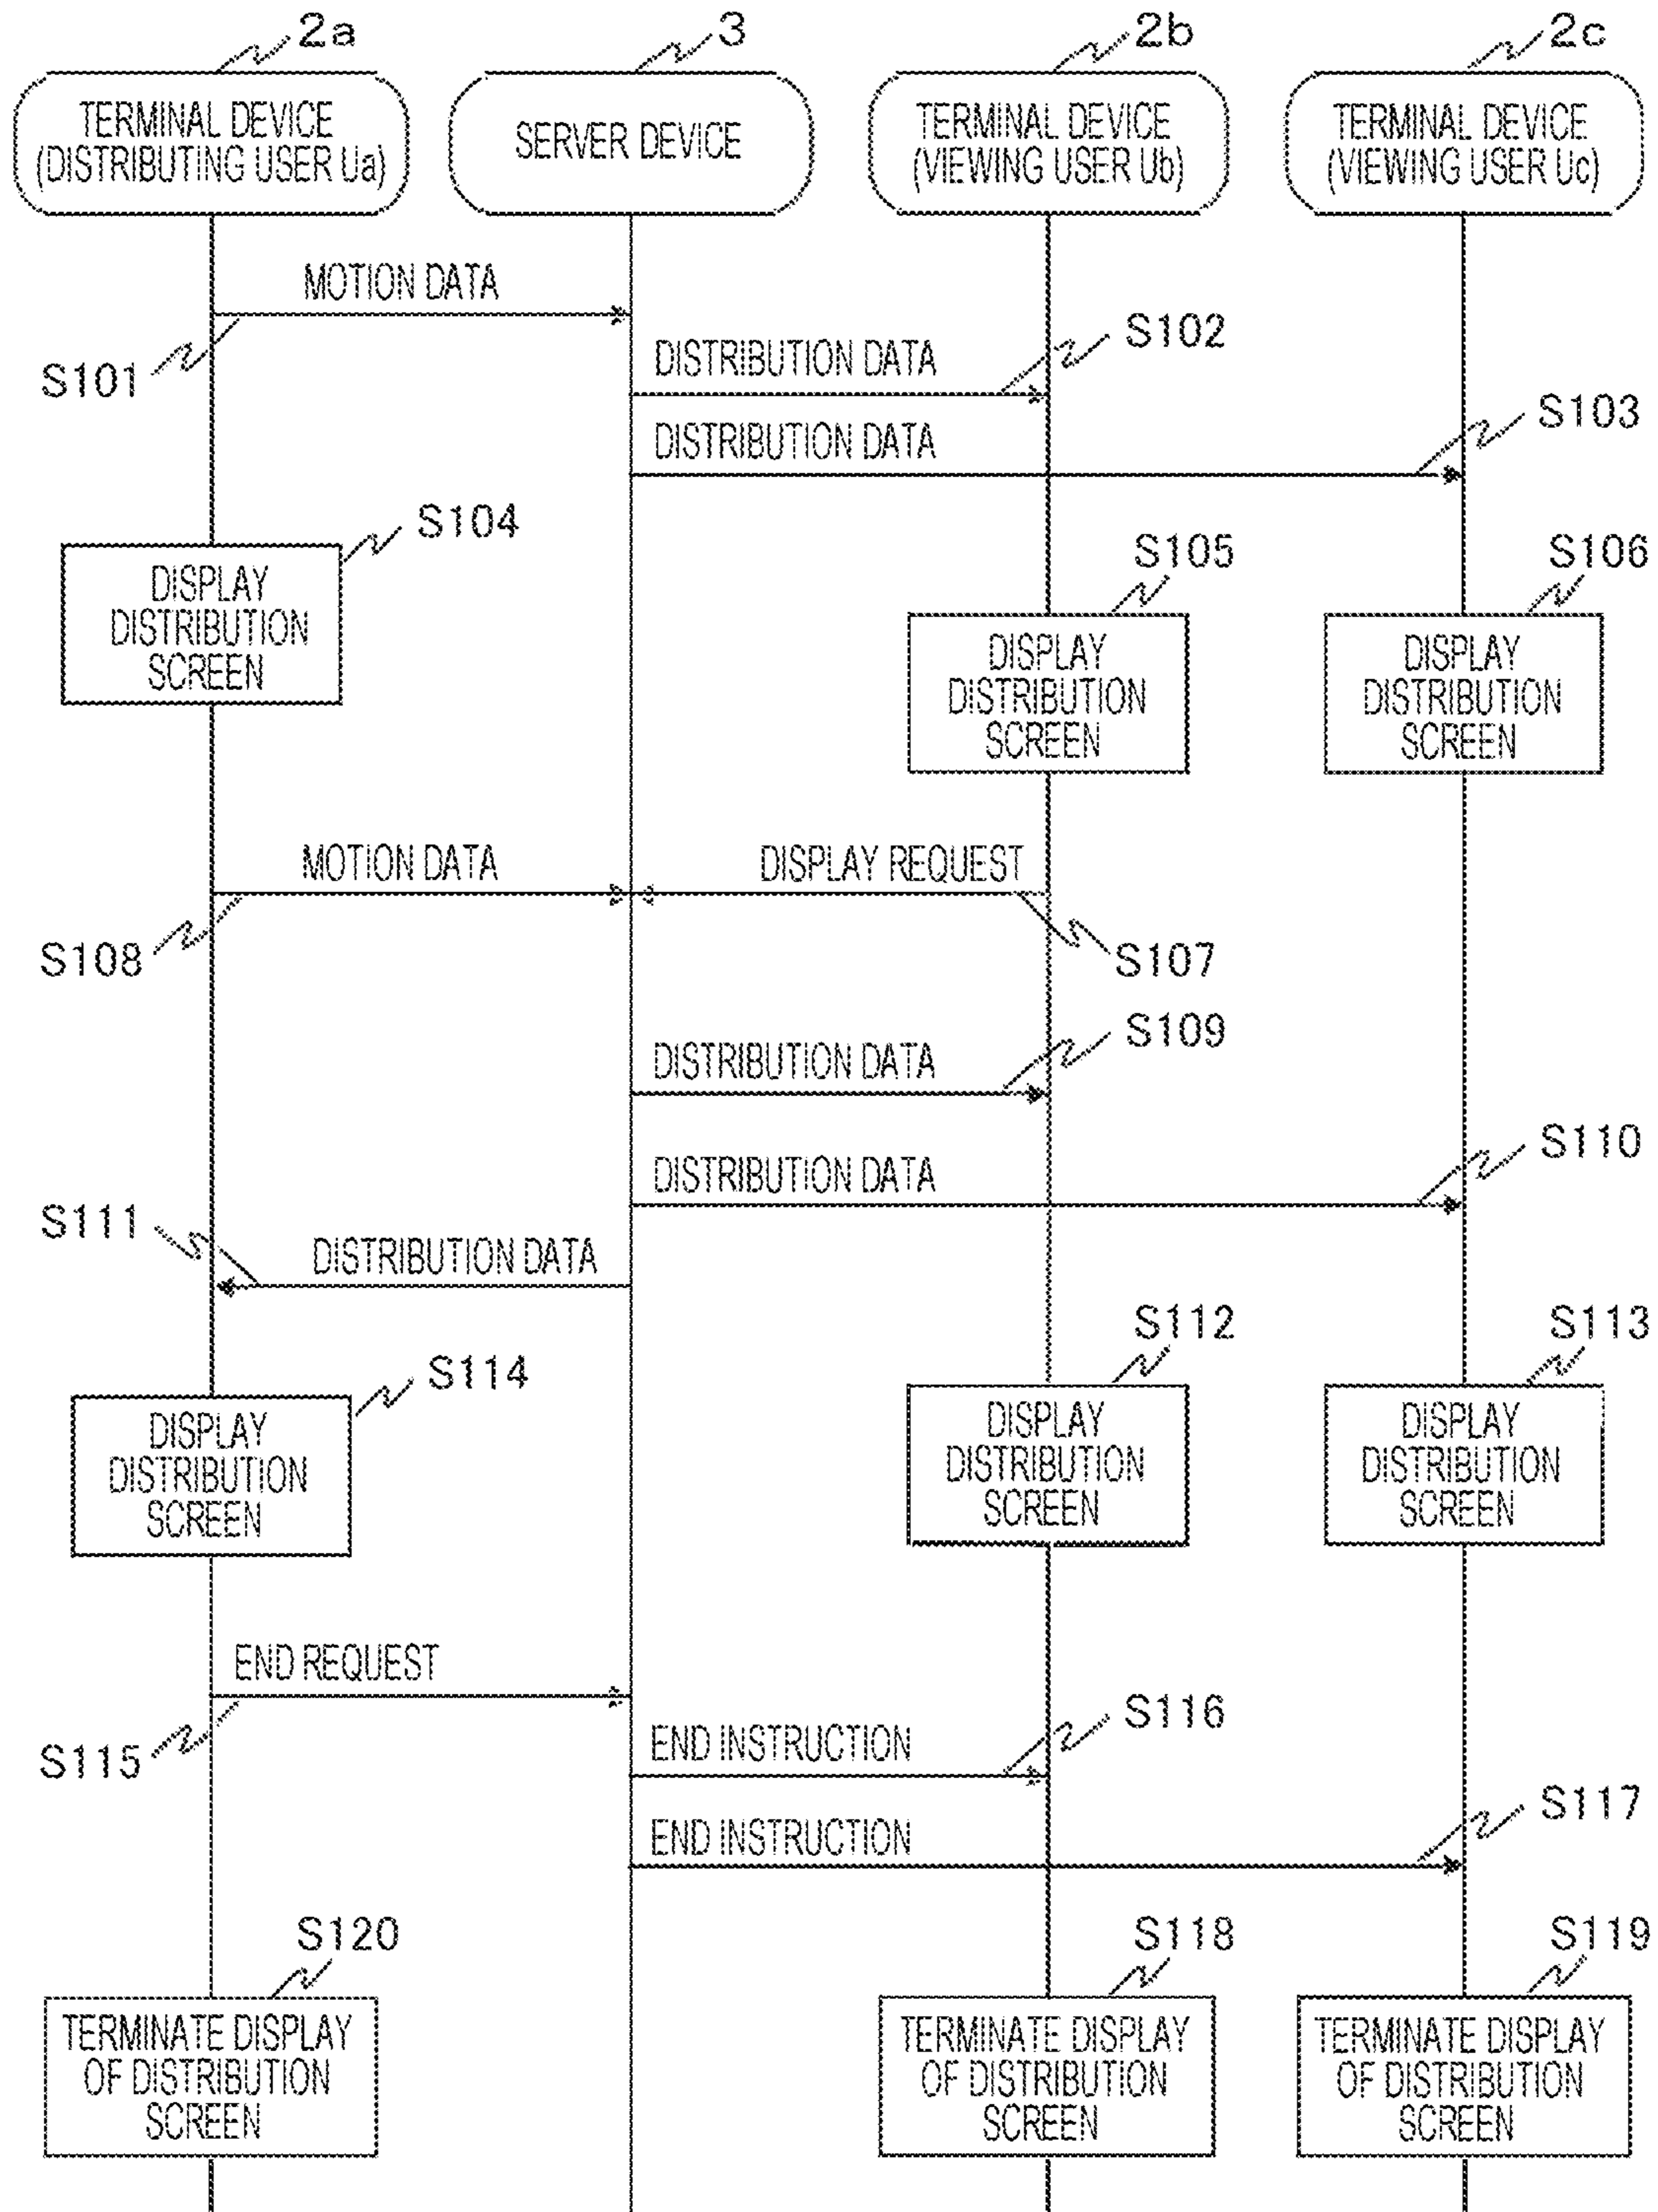 2a
3
2b
2c
TERMINAL DEVICE
(DISTRIBUTING USER Ua)
SERVER DEVICE
TERMINAL DEVICE
(VIEWING USER Ub)
TERMINAL DEVICE
(VIEWING USER Uc)
MOTION DATA
S101
DISTRIBUTION DATA
S102
DISTRIBUTION DATA
S103
S104
DISPLAY
DISTRIBUTION
SCREEN
S105
DISPLAY
DISTRIBUTION
SCREEN
S106
DISPLAY
DISTRIBUTION
SCREEN
MOTION DATA
DISPLAY REQUEST
S108
S107
DISTRIBUTION DATA
S109
DISTRIBUTION DATA
S110
S111
DISTRIBUTION DATA
S114
DISPLAY
DISTRIBUTION
SCREEN
S112
DISPLAY
DISTRIBUTION
SCREEN
S113
DISPLAY
DISTRIBUTION
SCREEN
END REQUEST
S115
END INSTRUCTION
S116
END INSTRUCTION
S117
S120
TERMINATE DISPLAY
OF DISTRIBUTION
SCREEN
S118
TERMINATE DISPLAY
OF DISTRIBUTION
SCREEN
S119
TERMINATE DISPLAY
OF DISTRIBUTION
SCREEN